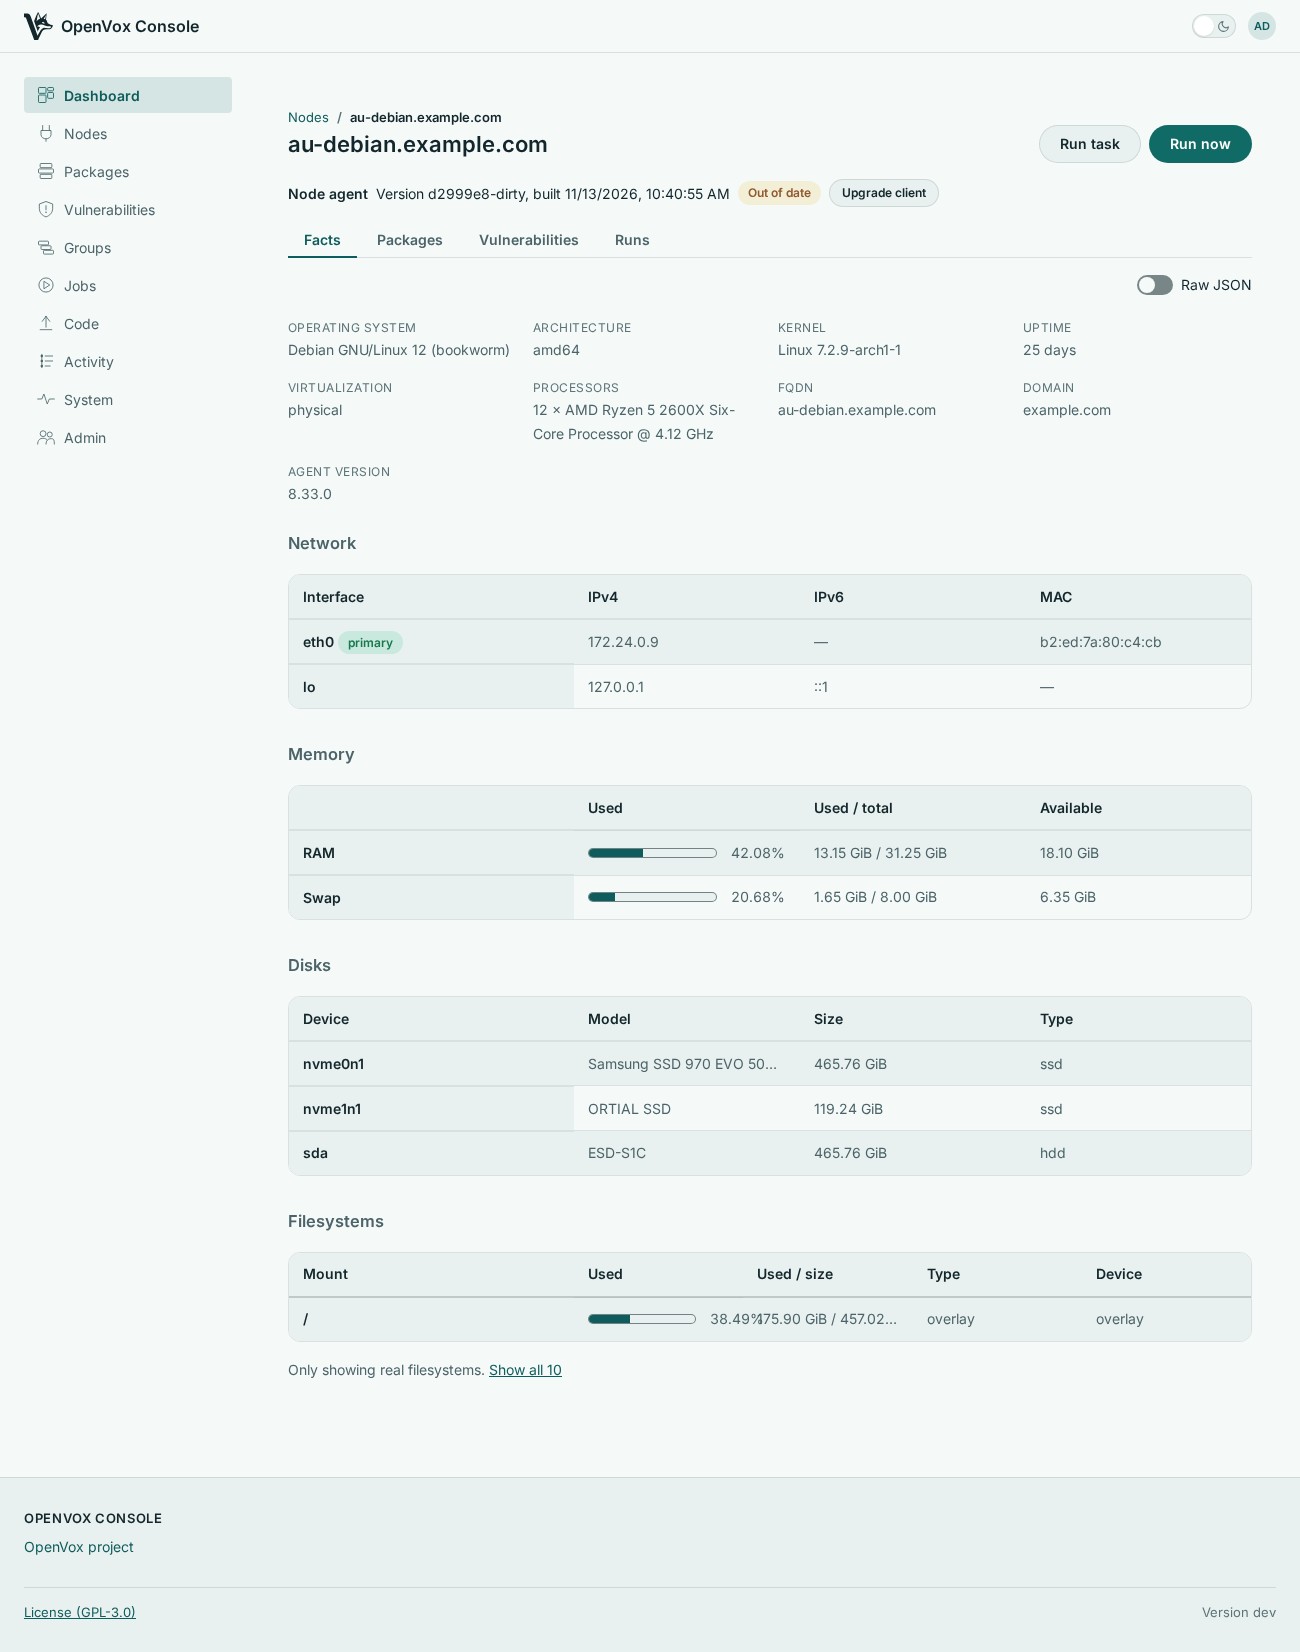 OpenVox Console
AD
Dashboard
Nodes
Packages
Vulnerabilities
Groups
Jobs
Code
Activity
System
Admin
Nodes / au-debian.example.com
au-debian.example.com
Run task
Run now
Node agent Version d2999e8-dirty, built 11/13/2026, 10:40:55 AM Out of date Upgrade client
Facts Packages Vulnerabilities Runs
Raw JSON
OPERATING SYSTEM ARCHITECTURE KERNEL UPTIME
Debian GNU/Linux 12 (bookworm) amd64 Linux 7.2.9-arch1-1 25 days
VIRTUALIZATION PROCESSORS FQDN DOMAIN
physical 12 × AMD Ryzen 5 2600X Six- au-debian.example.com example.com
Core Processor @ 4.12 GHz
AGENT VERSION
8.33.0
Network
Interface IPv4 IPv6 MAC
eth0 primary 172.24.0.9 — b2:ed:7a:80:c4:cb
lo 127.0.0.1 ::1 —
Memory
Used Used / total Available
RAM 42.08% 13.15 GiB / 31.25 GiB 18.10 GiB
Swap 20.68% 1.65 GiB / 8.00 GiB 6.35 GiB
Disks
Device Model Size Type
nvme0n1 Samsung SSD 970 EVO 50... 465.76 GiB ssd
nvme1n1 ORTIAL SSD 119.24 GiB ssd
sda ESD-S1C 465.76 GiB hdd
Filesystems
Mount Used Used / size Type Device
/ 38.49% 175.90 GiB / 457.02... overlay overlay
Only showing real filesystems. Show all 10
OPENVOX CONSOLE
OpenVox project
License (GPL-3.0)
Version dev